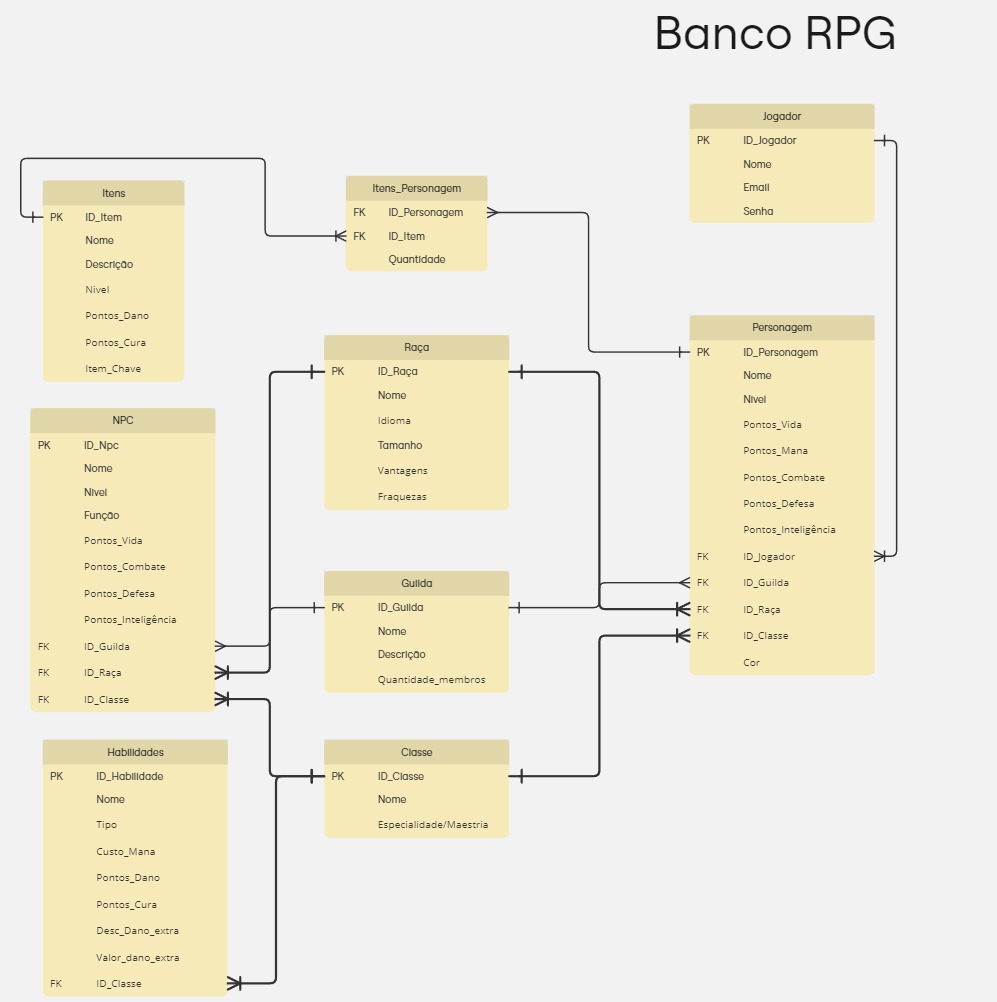 Banco RPG
Jogador
PK ID_Jogador
Nome
Email
Senha
Itens
PK ID_Item
Nome
Descrição
Nivel
Pontos_Dano
Pontos_Cura
Item_Chave
Itens_Personagem
FK ID_Personagem
FK ID_Item
Quantidade
Personagem
PK ID_Personagem
Nome
Nivel
Pontos_Vida
Pontos_Mana
Pontos_Combate
Pontos_Defesa
Pontos_Inteligência
FK ID_Jogador
FK ID_Guilda
FK ID_Raça
FK ID_Classe
Cor
Raça
PK ID_Raça
Nome
Idioma
Tamanho
Vantagens
Fraquezas
NPC
PK ID_Npc
Nome
Nivel
Função
Pontos_Vida
Pontos_Combate
Pontos_Defesa
Pontos_Inteligência
FK ID_Guilda
FK ID_Raça
FK ID_Classe
Guilda
PK ID_Guilda
Nome
Descrição
Quantidade_membros
Habilidades
PK ID_Habilidade
Nome
Tipo
Custo_Mana
Pontos_Dano
Pontos_Cura
Desc_Dano_extra
Valor_dano_extra
FK ID_Classe
Classe
PK ID_Classe
Nome
Especialidade/Maestria